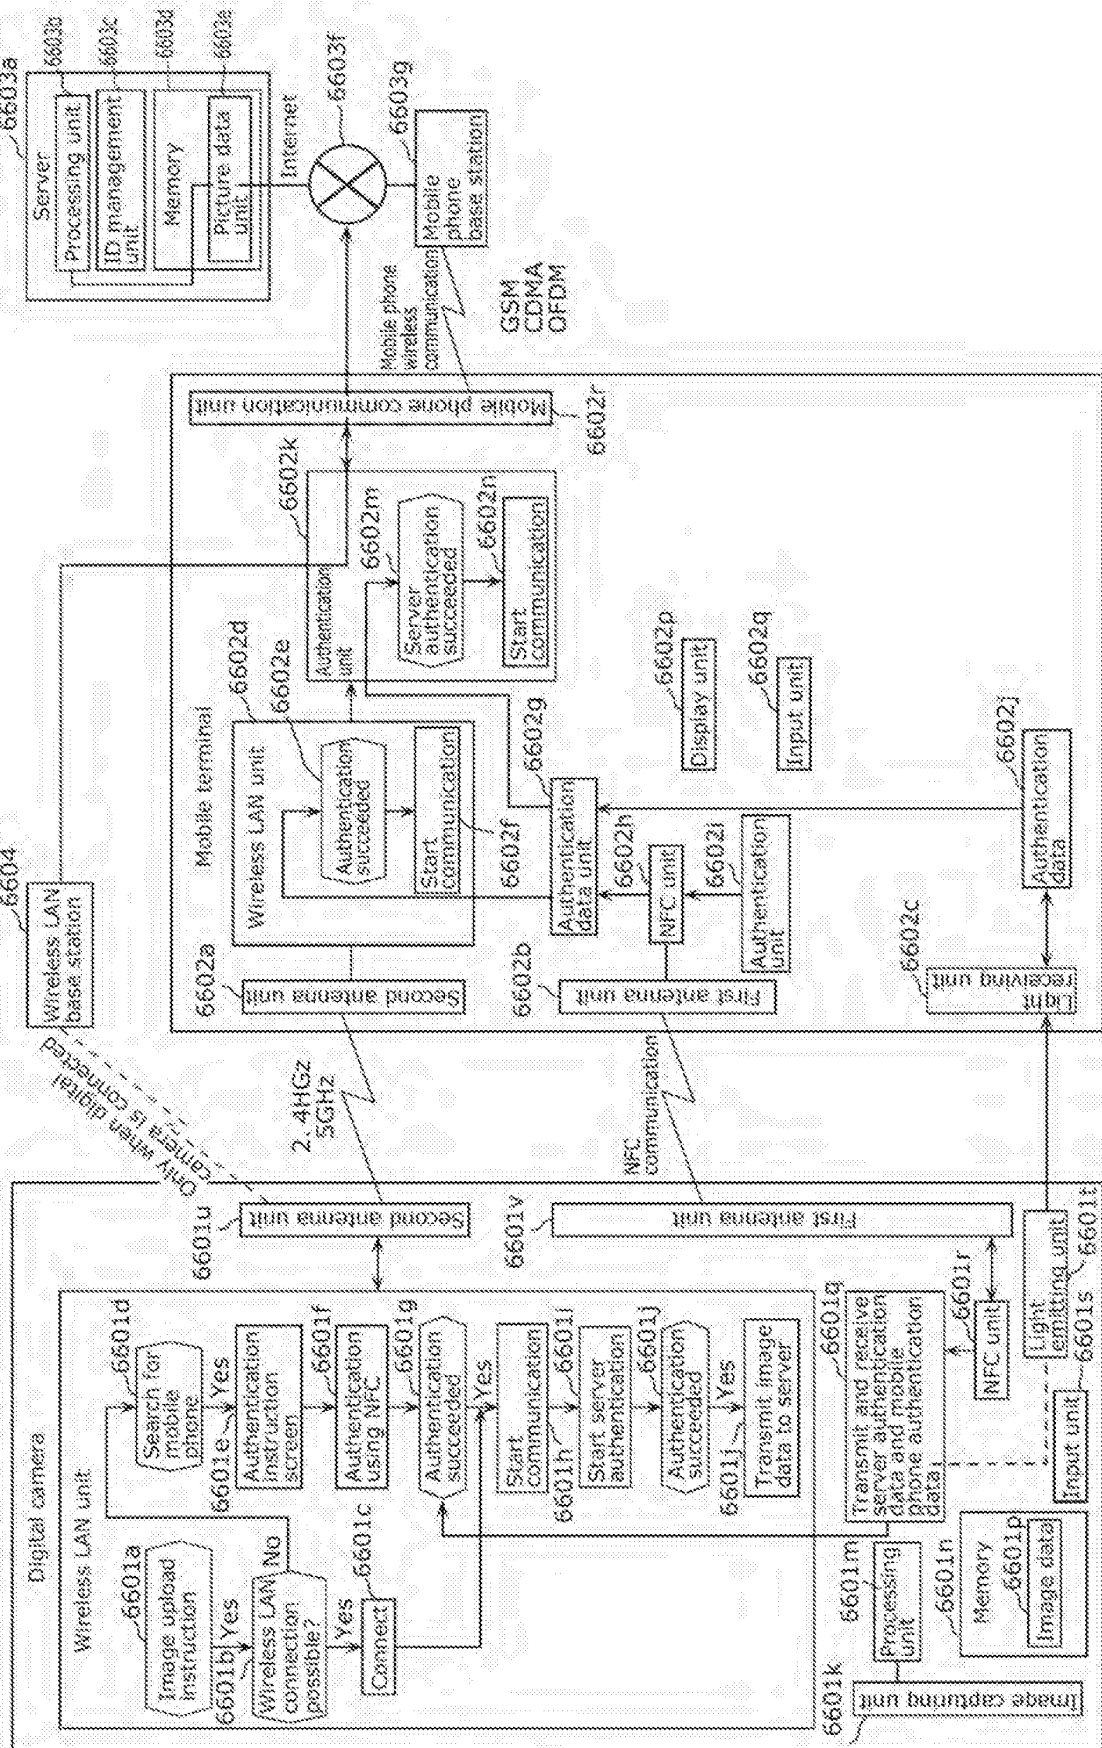 Digital camera
Wireless LAN unit
6601a
Image upload
instruction
6601b
Yes
Wireless LAN
connection
possible?
No
Yes
6601c
Connect
6601d
Search for
mobile
phone
6601e
Yes
Authentication
instruction
screen
6601f
Authentication
using NFC
6601g
Authentication
succeeded
Yes
Start
communication
6601h
6601i
Start server
authentication
6601j
Authentication
succeeded
Yes
6601j
Transmit image
data to server
6601k
Image capturing
unit
6601m
Processing
unit
6601n
Memory
6601p
Image data
6601q
Transmit and receive
server authentication
data and mobile
phone authentication
data
6601r
NFC unit
6601s
Input unit
6601t
Light
emitting unit
6601u
Second antenna
unit
6601v
First antenna unit
Only when digital
camera is connected
2. 4HGz
5GHz
NFC
communication
6604
Wireless LAN
base station
Mobile terminal
6602a
Second antenna
unit
6602b
First antenna unit
6602c
Light
receiving unit
6602d
Wireless LAN unit
6602e
Authentication
succeeded
Start
communication
6602f
6602g
Authentication
data unit
6602h
NFC unit
6602i
Authentication
unit
6602j
Authentication
data
6602k
Authentication
unit
6602m
Server
authentication
succeeded
6602n
Start
communication
6602p
Display unit
6602q
Input unit
6602r
Mobile phone communication unit
Mobile phone
wireless
communication
GSM
CDMA
OFDM
6603a
Server
6603b
Processing unit
6603c
ID management
unit
6603d
Memory
6603e
Picture data
unit
Internet
6603f
6603g
Mobile
phone
base station